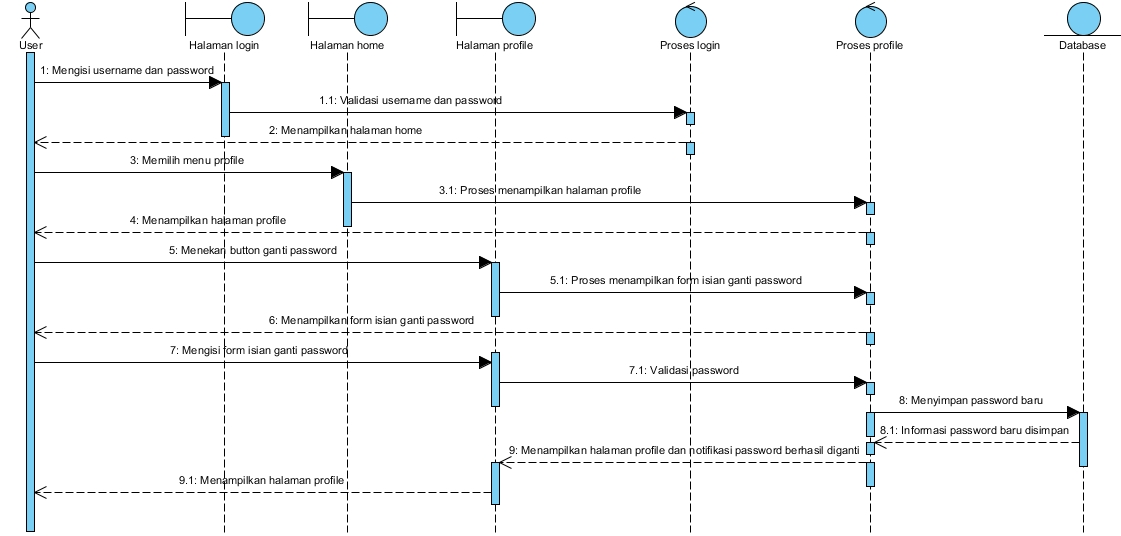 User
Halaman login
Halaman home
Halaman profile
Proses login
Proses profile
Database
1: Mengisi username dan password
1.1: Validasi username dan password
2: Menampilkan halaman home
3: Memilih menu profile
3.1: Proses menampilkan halaman profile
4: Menampilkan halaman profile
5: Menekan button ganti password
5.1: Proses menampilkan form isian ganti password
6: Menampilkan form isian ganti password
7: Mengisi form isian ganti password
7.1: Validasi password
8: Menyimpan password baru
8.1: Informasi password baru disimpan
9: Menampilkan halaman profile dan notifikasi password berhasil diganti
9.1: Menampilkan halaman profile